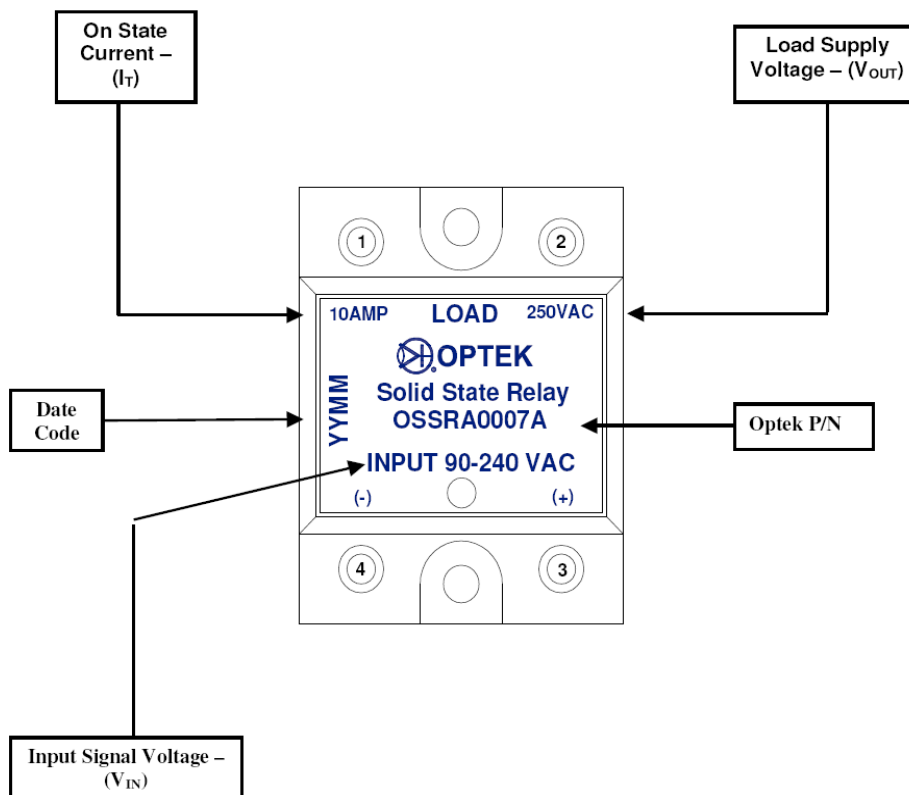 On State
Current –
(IT)
Load Supply
Voltage – (VOUT)
1
2
10AMP LOAD 250VAC
OPTEK
Solid State Relay
OSSRA0007A
YYMM
INPUT 90-240 VAC
(-) (+)
Date
Code
Optek P/N
4
3
Input Signal Voltage –
(VIN)